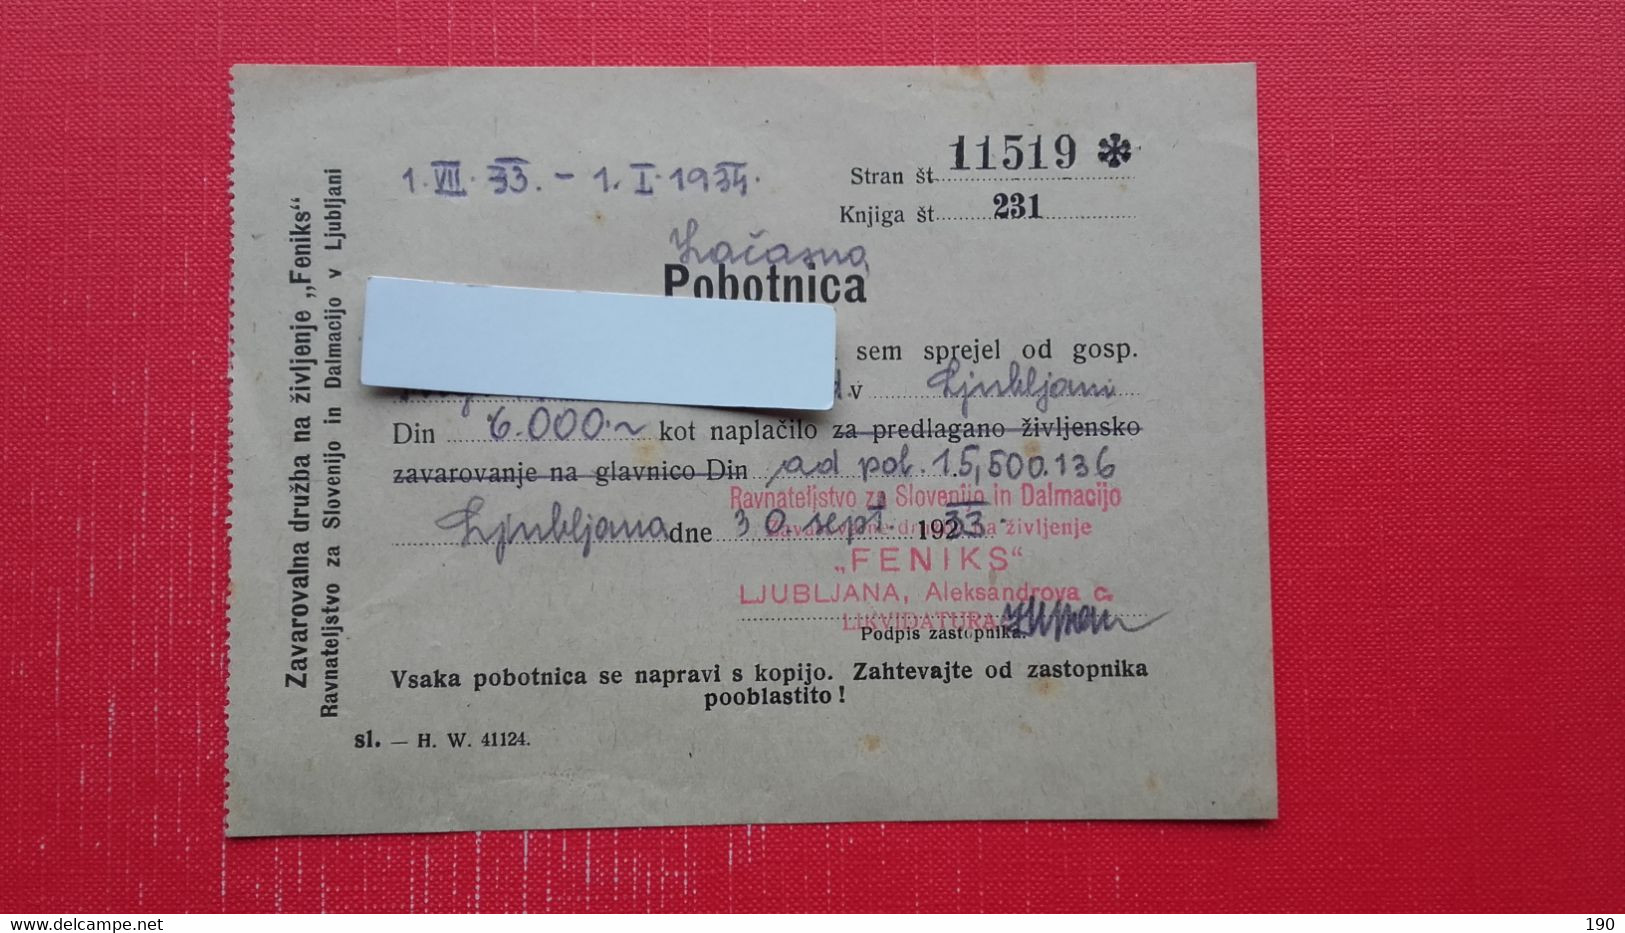 Zavarovalna družba na življenje „Feniks“
Ravnateljstvo za Slovenijo in Dalmacijo v Ljubljani
1. VII. 33. - 1. I. 1934.
Stran št. 11519 ✻
Knjiga št. 231
Začasna
Pobotnica
sem sprejel od gosp.
v Ljubljani
Din 6.000.~ kot naplačilo za predlagano življensko
zavarovanje na glavnico Din ad pol. 15,500.136
Ravnateljstvo za Slovenijo in Dalmacijo
Ljubljana dne 30. sept. 1933.
na življenje
„FENIKS“
LJUBLJANA, Aleksandrova c.
LIKVIDATURA
Podpis zastopnika.
Vsaka pobotnica se napravi s kopijo. Zahtevajte od zastopnika
pooblastilo!
sl. — H. W. 41124.
delcampe.net
190